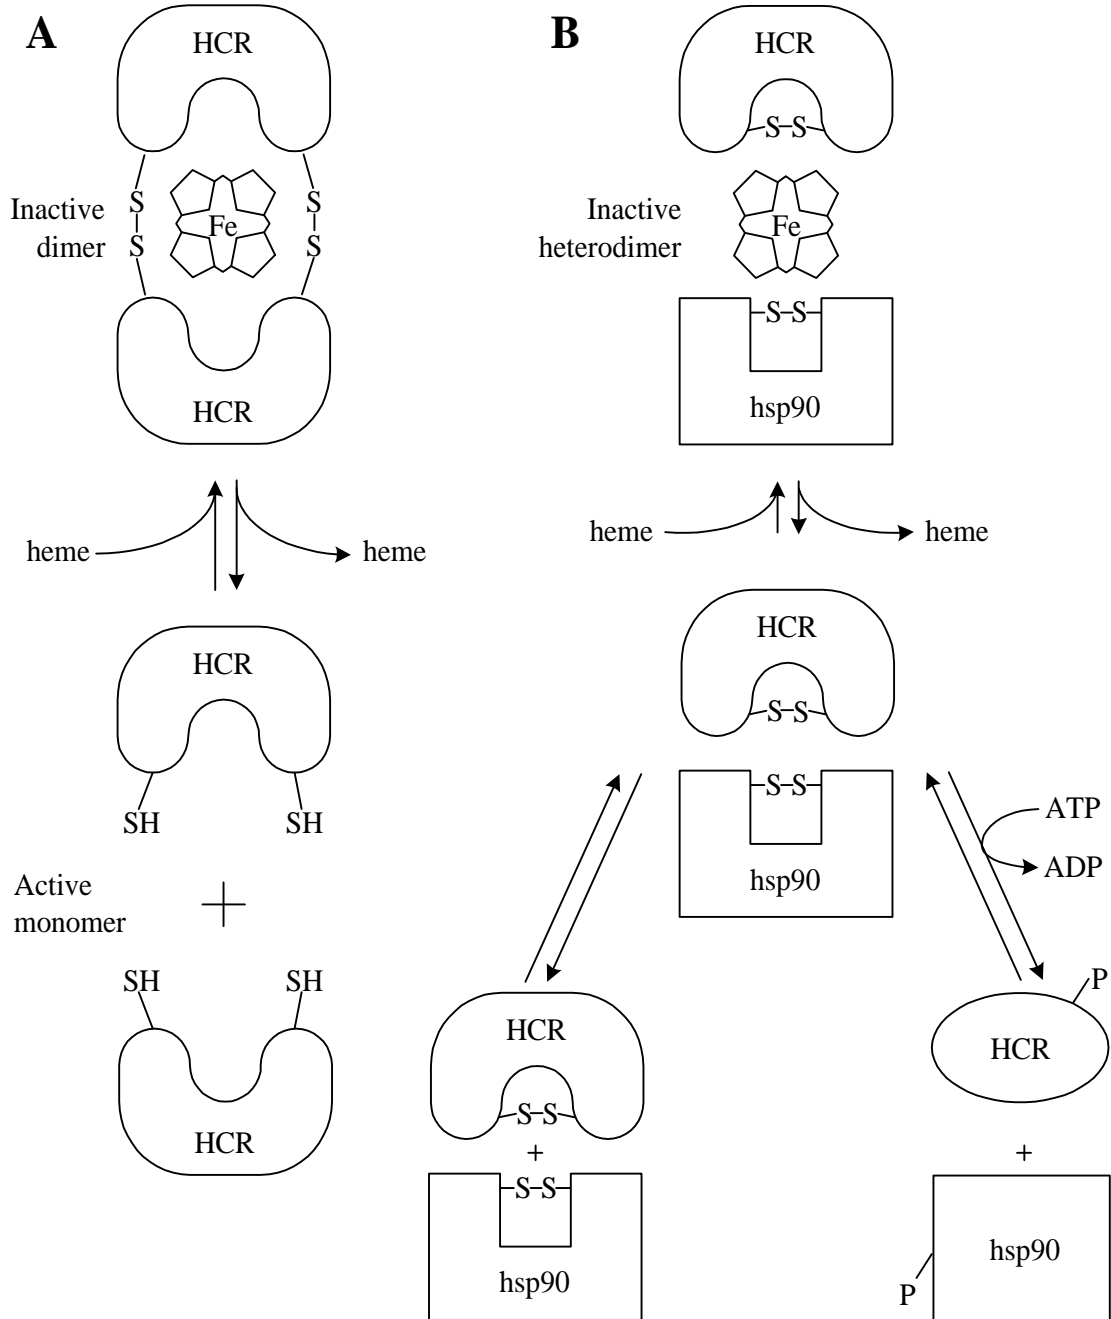 A
HCR
S
S
S
S
Fe
Inactive
dimer
HCR
heme
heme
HCR
SH
SH
Active
monomer
+
SH
SH
HCR
B
HCR
S-S
Inactive
heterodimer
Fe
S-S
hsp90
heme
heme
HCR
S-S
S-S
hsp90
ATP
ADP
HCR
S-S
+
S-S
hsp90
P
HCR
+
hsp90
P